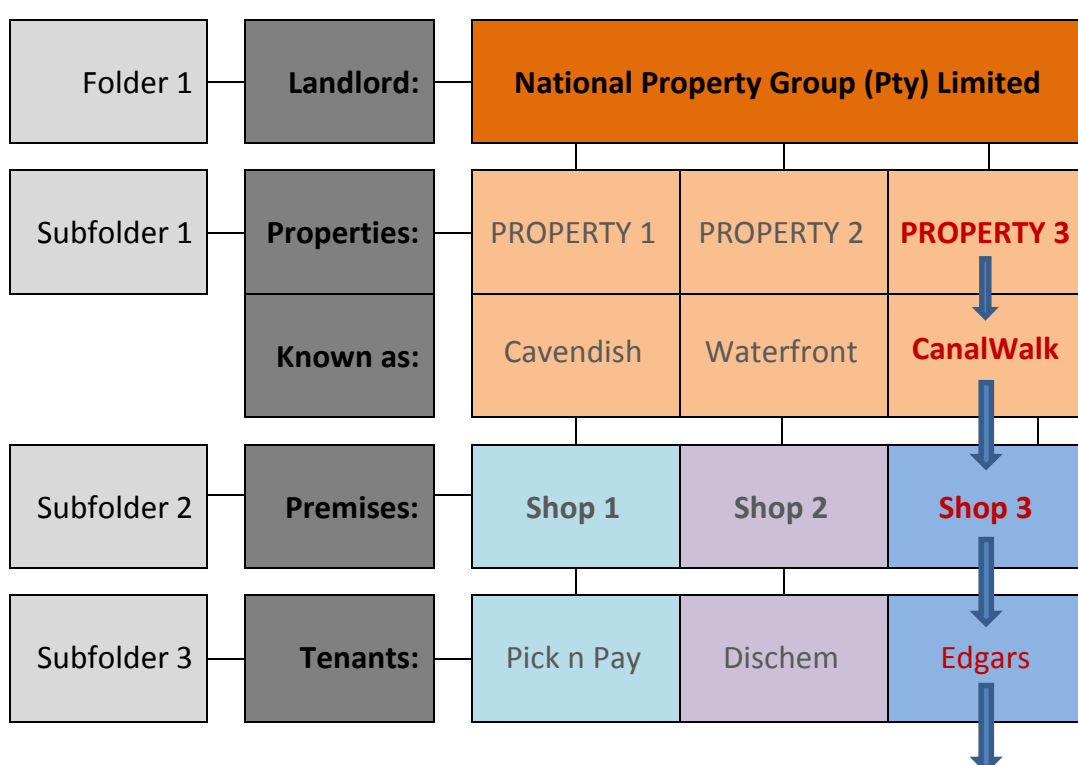 Folder 1 Landlord: National Property Group (Pty) Limited
Subfolder 1 Properties: PROPERTY 1 PROPERTY 2 PROPERTY 3
Known as: Cavendish Waterfront CanalWalk
Subfolder 2 Premises: Shop 1 Shop 2 Shop 3
Subfolder 3 Tenants: Pick n Pay Dischem Edgars